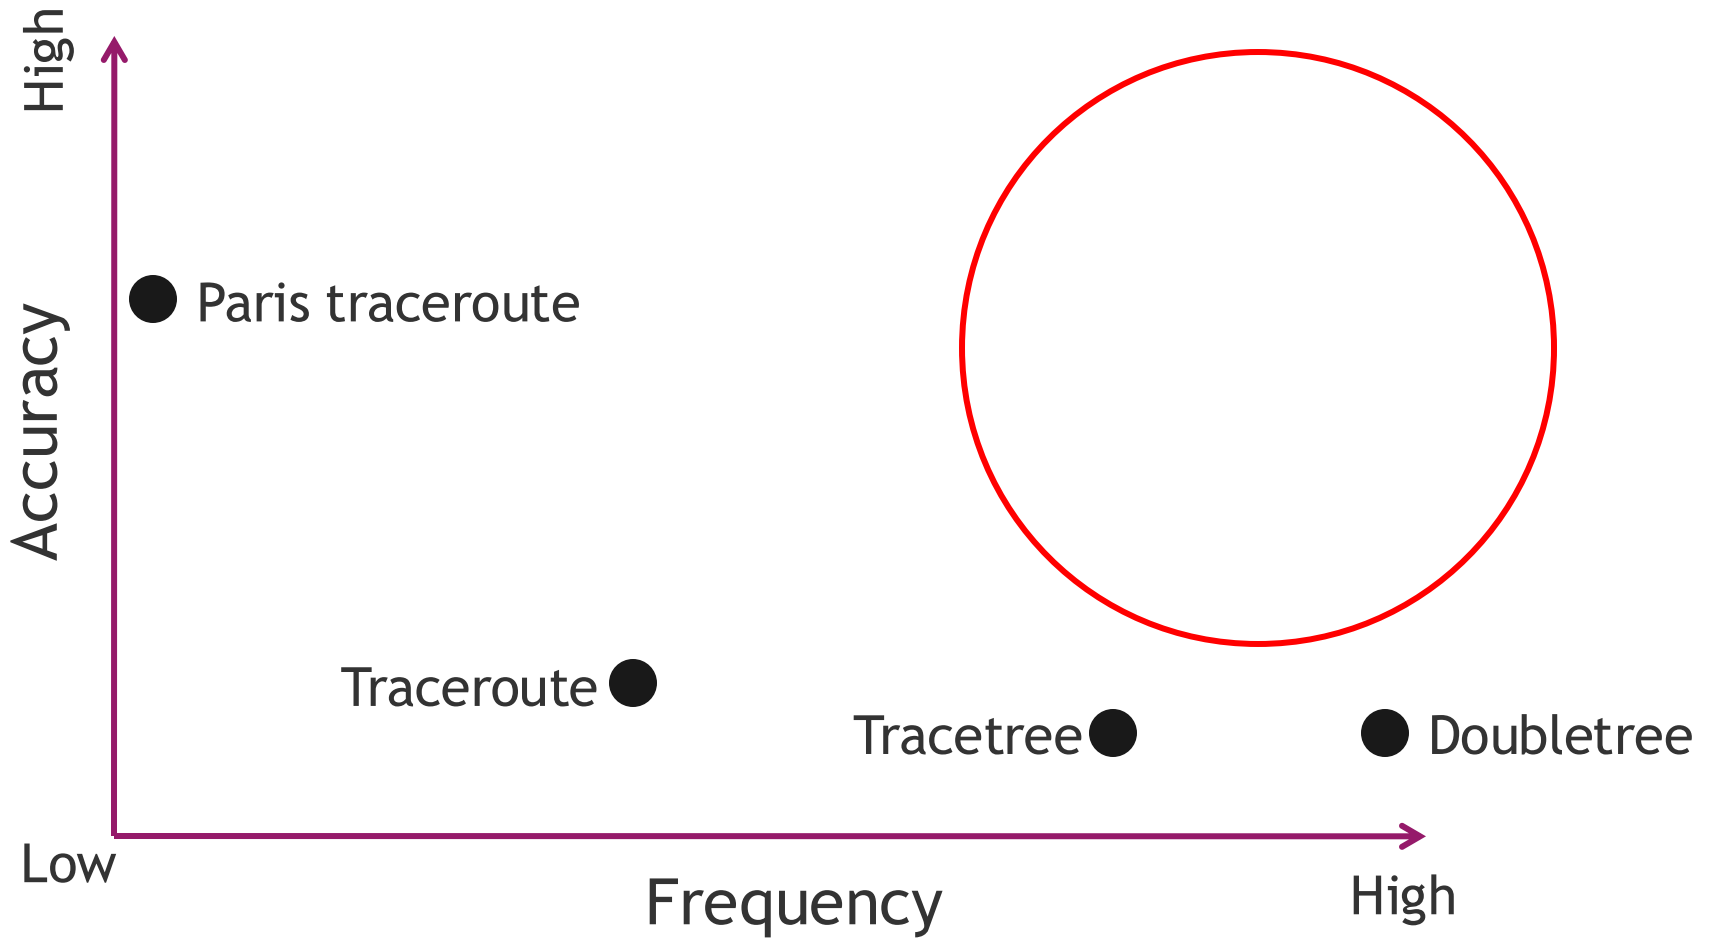 High
Accuracy
Paris traceroute
Traceroute
Tracetree
Doubletree
Low
Frequency
High